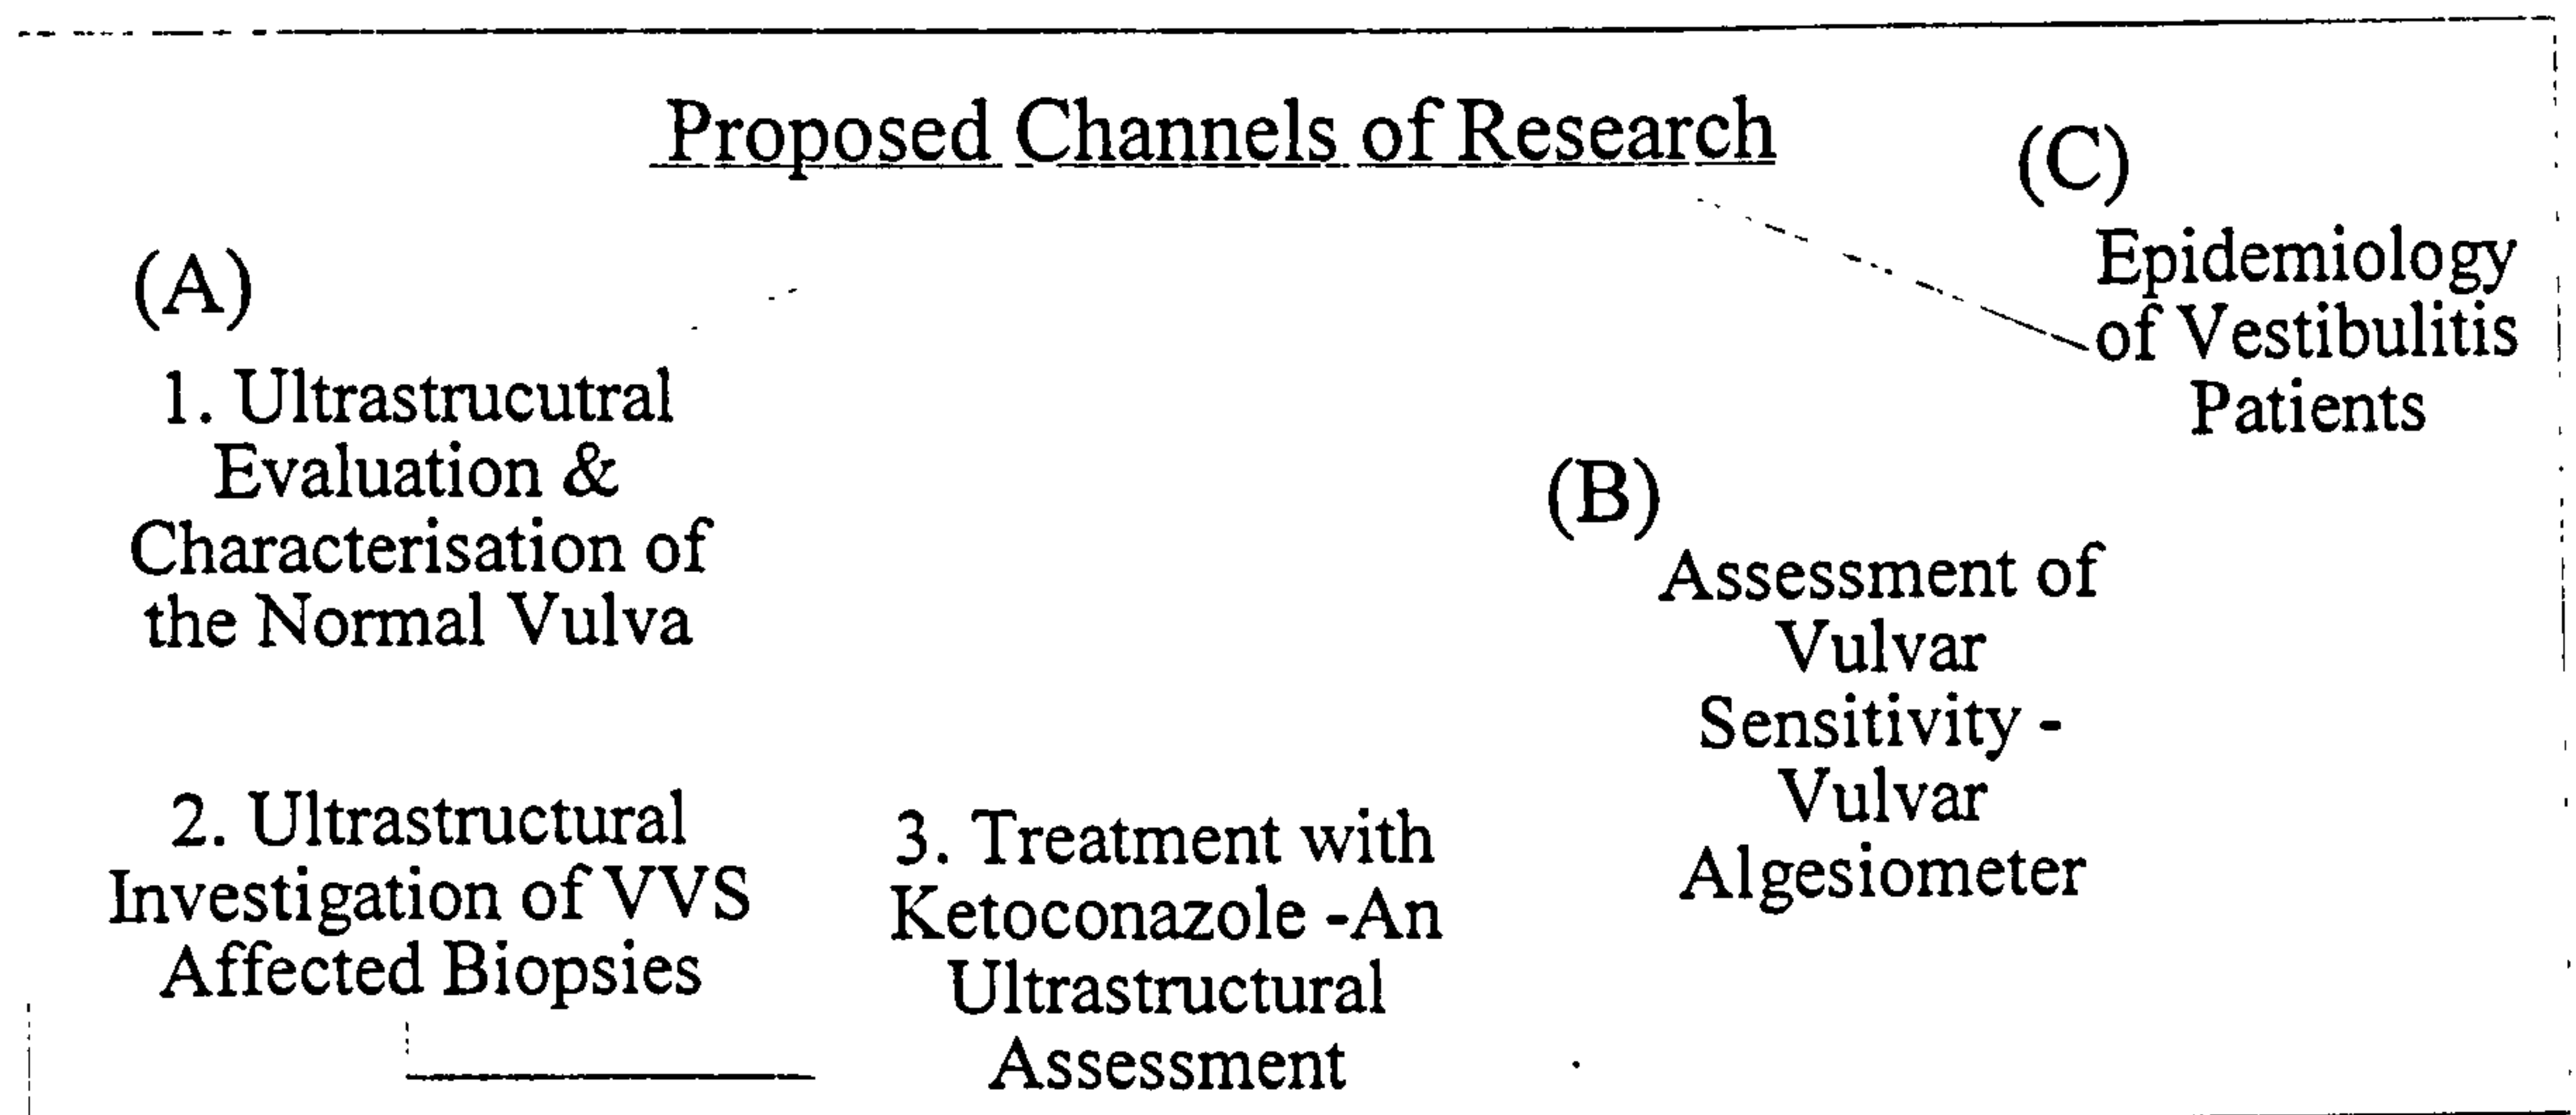 Proposed Channels of Research
(A)
1. Ultrastrucutral
Evaluation &
Characterisation of
the Normal Vulva
2. Ultrastructural
Investigation of VVS
Affected Biopsies
3. Treatment with
Ketoconazole -An
Ultrastructural
Assessment
(B)
Assessment of
Vulvar
Sensitivity -
Vulvar
Algesiometer
(C)
Epidemiology
of Vestibulitis
Patients